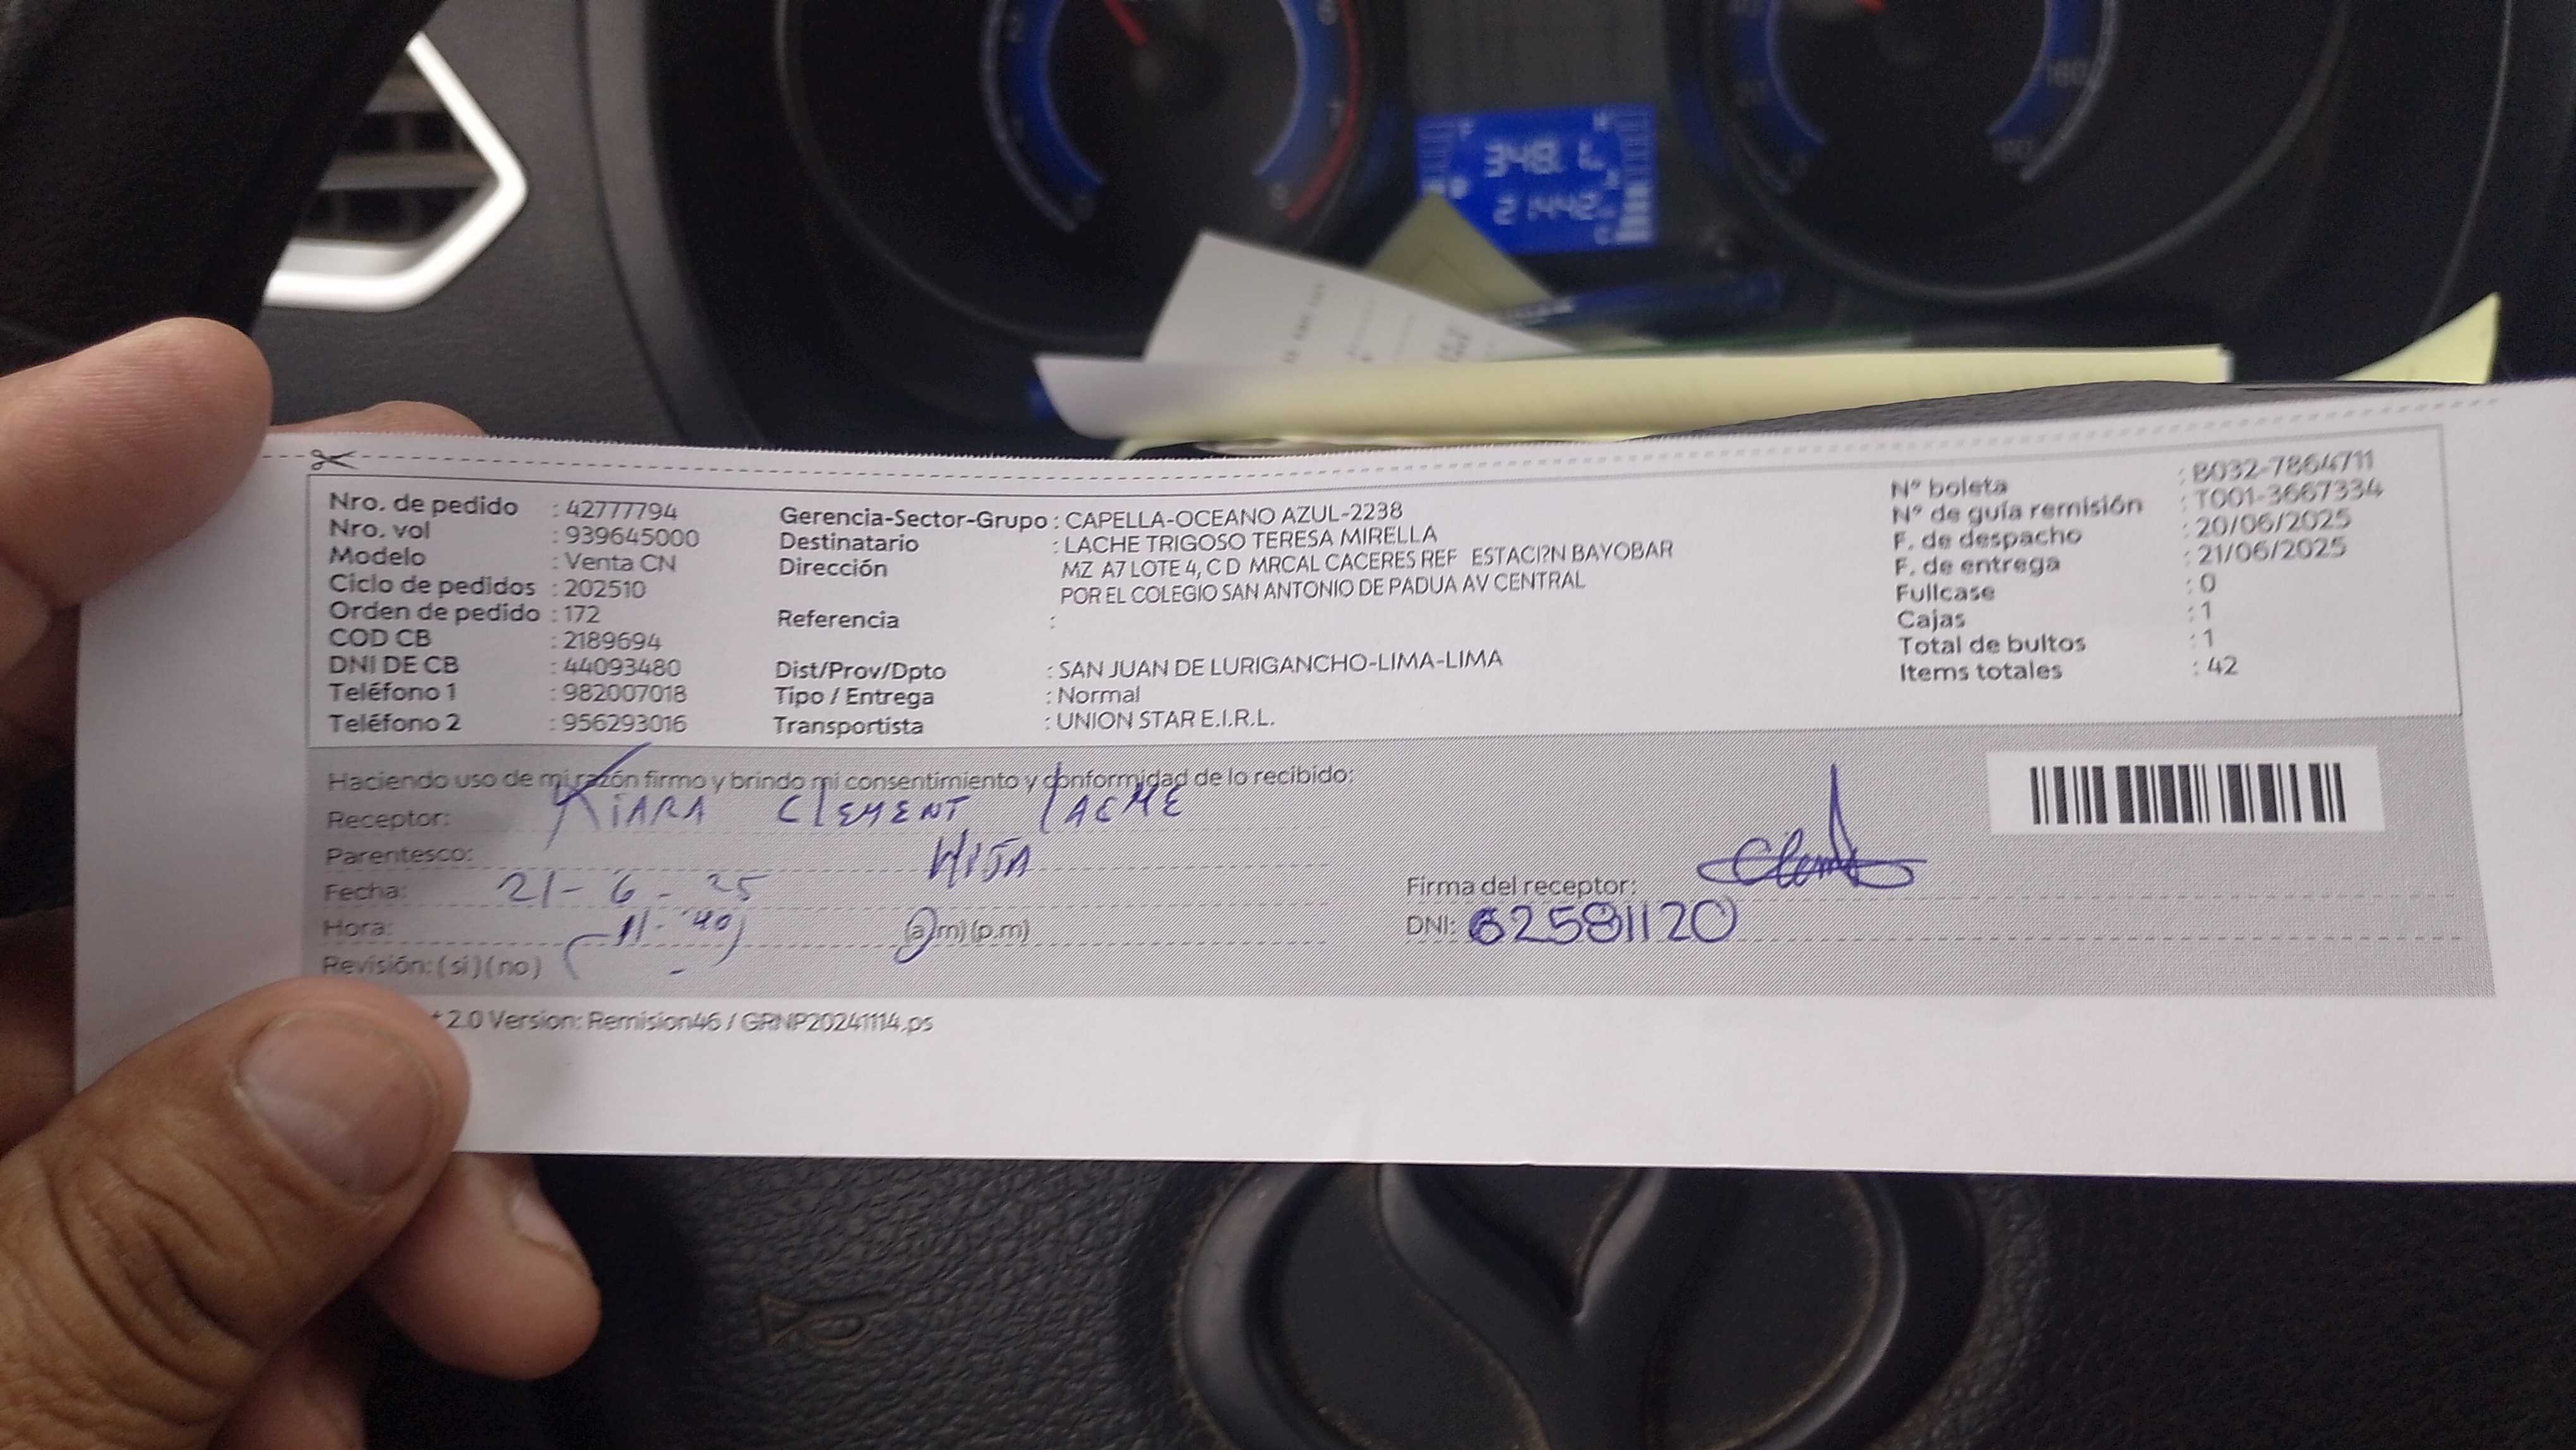 348.
21442
Nro. de pedido : 42777794
Nro. vol : 939645000
Modelo : Venta CN
Ciclo de pedidos : 202510
Orden de pedido : 172
COD CB : 2189694
DNI DE CB : 44093480
Teléfono 1 : 982007018
Teléfono 2 : 956293016
Gerencia-Sector-Grupo : CAPELLA-OCEANO AZUL-2238
Destinatario : LACHE TRIGOSO TERESA MIRELLA
Dirección MZ A7 LOTE 4, C D MRCAL CACERES REF ESTACI?N BAYOBAR
POR EL COLEGIO SAN ANTONIO DE PADUA AV CENTRAL
Referencia :
Dist/Prov/Dpto : SAN JUAN DE LURIGANCHO-LIMA-LIMA
Tipo / Entrega : Normal
Transportista : UNION STAR E.I.R.L.
N° boleta : B032-7864711
N° de guía remisión : T001-3667334
F. de despacho : 20/06/2025
F. de entrega : 21/06/2025
Fullcase : 0
Cajas : 1
Total de bultos : 1
Items totales : 42
Haciendo uso de mi razón firmo y brindo mi consentimiento y conformidad de lo recibido:
Receptor: KIARA CLEMENT
Parentesco: HIJA
Fecha: 21-6-25
Hora: 11-40 (a.m)(p.m)
Revisión: (si)(no)
Firma del receptor:
DNI: 62581120
2.0 Version: Remision46 / GRNP20241114.ps